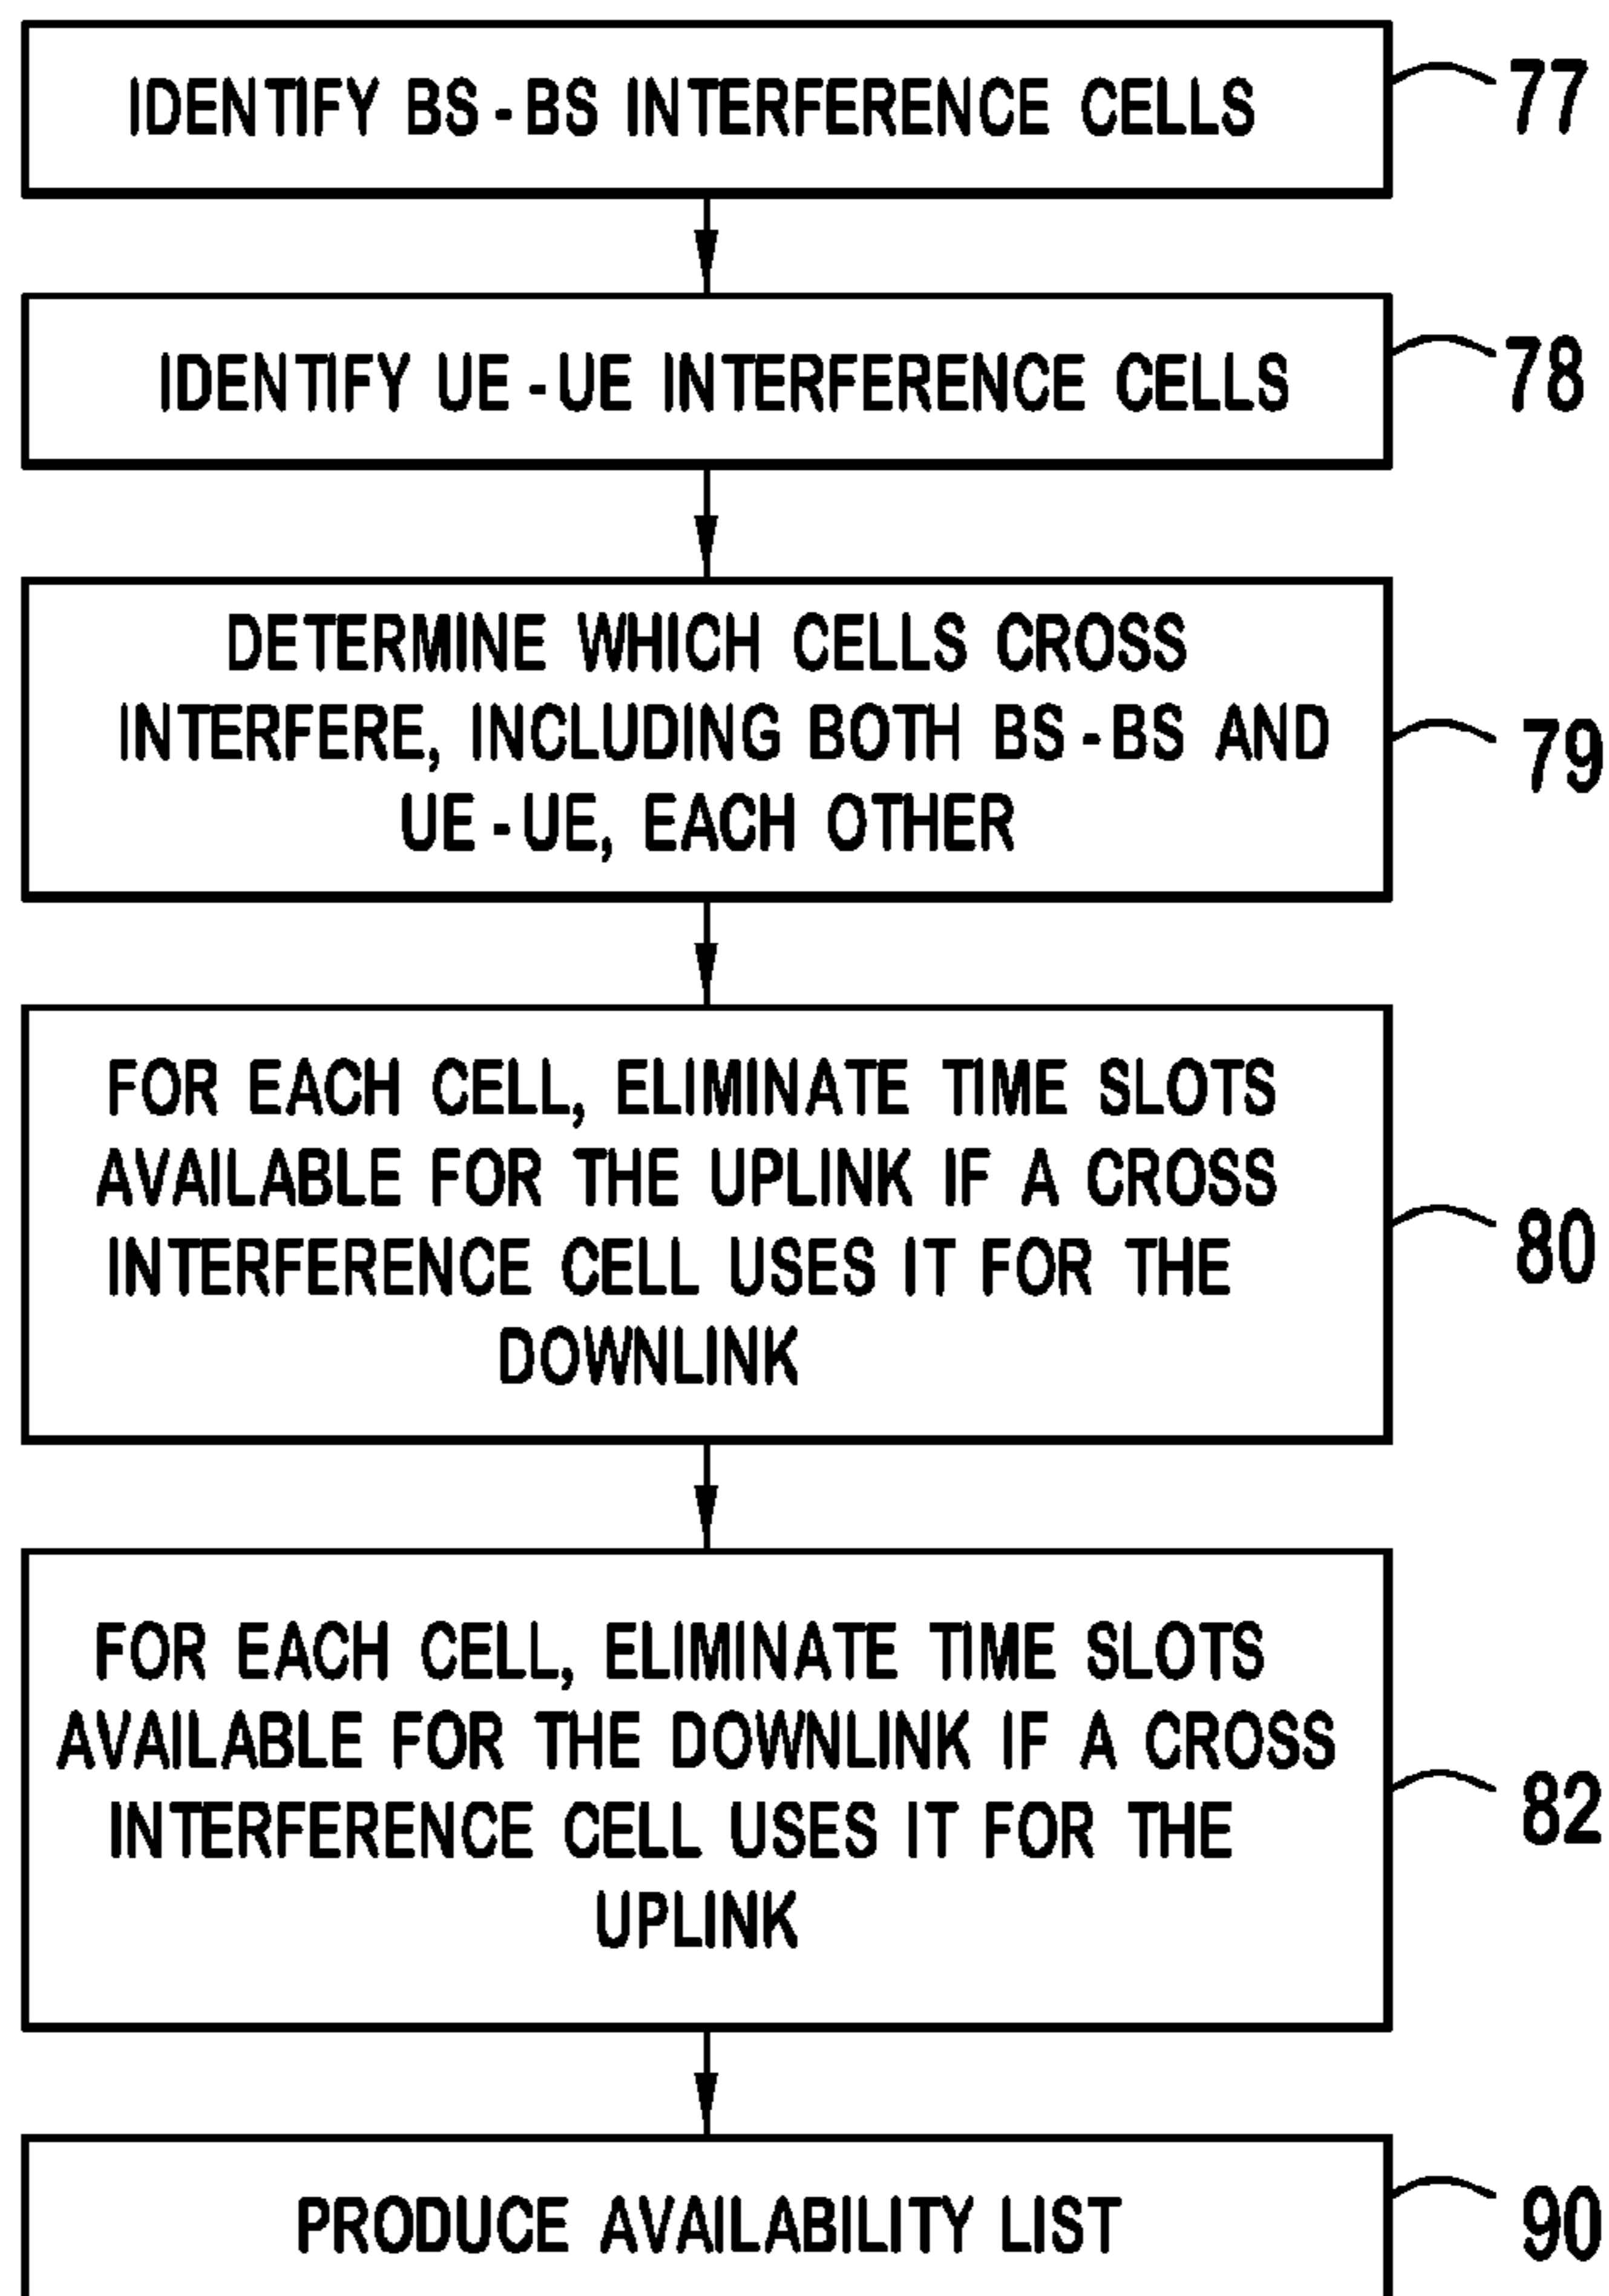 IDENTIFY BS-BS INTERFERENCE CELLS
77
IDENTIFY UE-UE INTERFERENCE CELLS
78
DETERMINE WHICH CELLS CROSS
INTERFERE, INCLUDING BOTH BS-BS AND
UE-UE, EACH OTHER
79
FOR EACH CELL, ELIMINATE TIME SLOTS
AVAILABLE FOR THE UPLINK IF A CROSS
INTERFERENCE CELL USES IT FOR THE
DOWNLINK
80
FOR EACH CELL, ELIMINATE TIME SLOTS
AVAILABLE FOR THE DOWNLINK IF A CROSS
INTERFERENCE CELL USES IT FOR THE
UPLINK
82
PRODUCE AVAILABILITY LIST
90